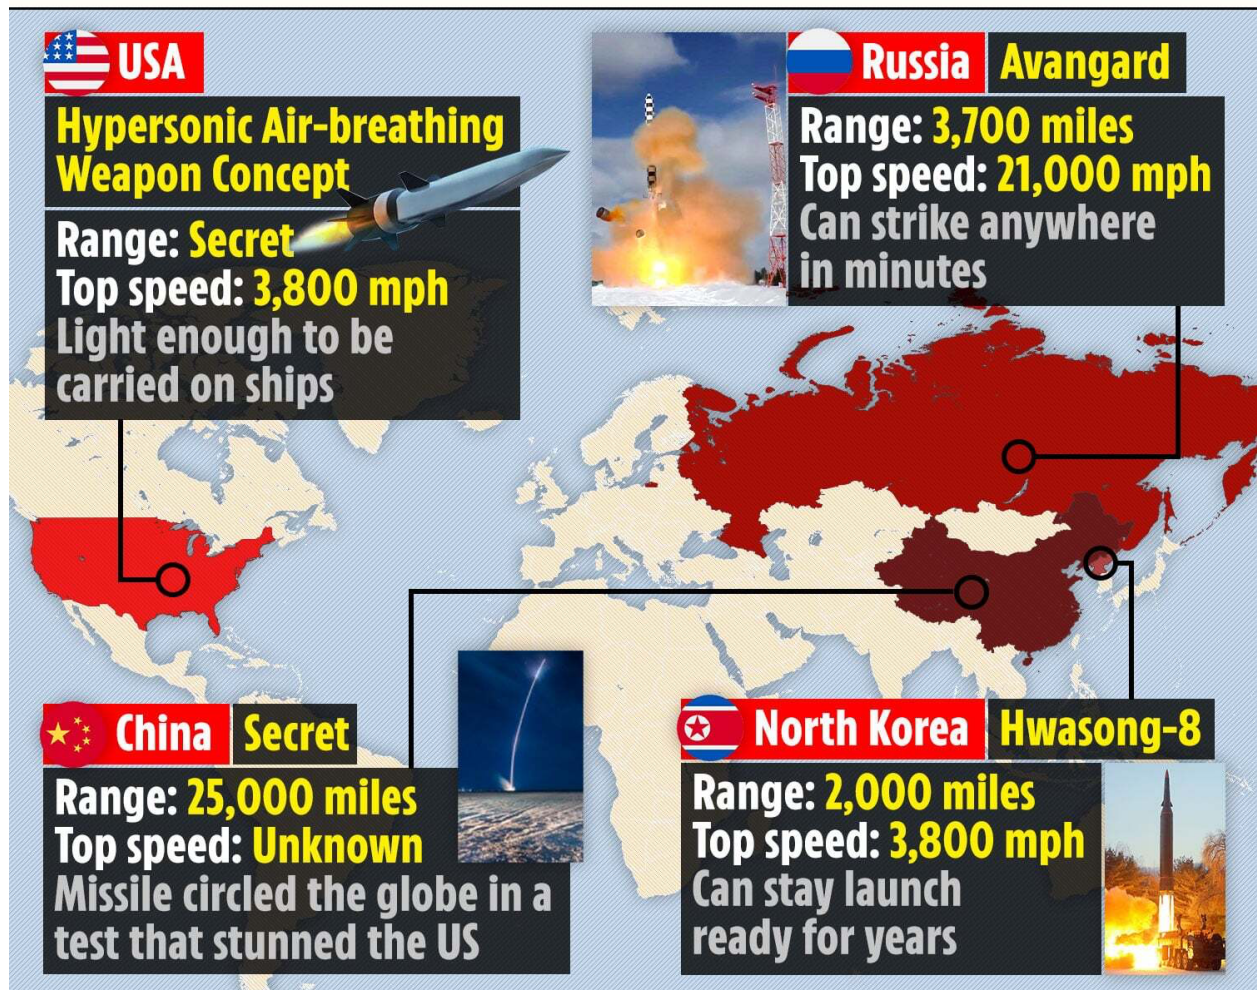 USA
Hypersonic Air-breathing
Weapon Concept
Range: Secret
Top speed: 3,800 mph
Light enough to be
carried on ships
Russia Avangard
Range: 3,700 miles
Top speed: 21,000 mph
Can strike anywhere
in minutes
China Secret
Range: 25,000 miles
Top speed: Unknown
Missile circled the globe in a
test that stunned the US
North Korea Hwasong-8
Range: 2,000 miles
Top speed: 3,800 mph
Can stay launch
ready for years